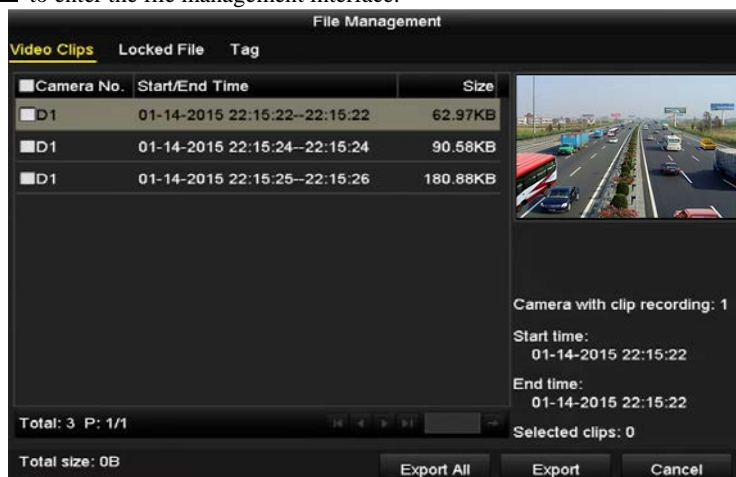 to enter the file management interface.
File Management
Video Clips Locked File Tag
Camera No. Start/End Time Size
D1 01-14-2015 22:15:22--22:15:22 62.97KB
D1 01-14-2015 22:15:24--22:15:24 90.58KB
D1 01-14-2015 22:15:25--22:15:26 180.88KB
Camera with clip recording: 1
Start time:
01-14-2015 22:15:22
End time:
01-14-2015 22:15:22
Selected clips: 0
Total: 3 P: 1/1
Total size: 0B
Export All Export Cancel